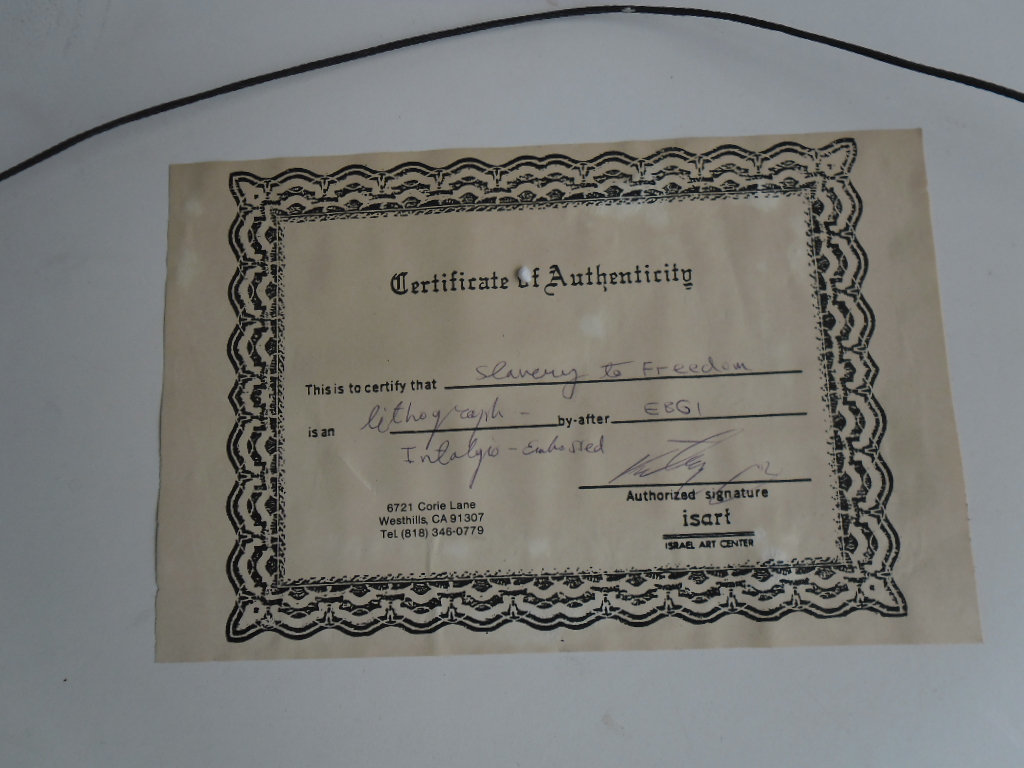 Certificate of Authenticity
This is to certify that Slavery to Freedom
is an lithograph - by-after EBGI
Intalgio - Embossed
Authorized signature
6721 Corie Lane
Westhills, CA 91307
Tel. (818) 346-0779
isart
ISRAEL ART CENTER